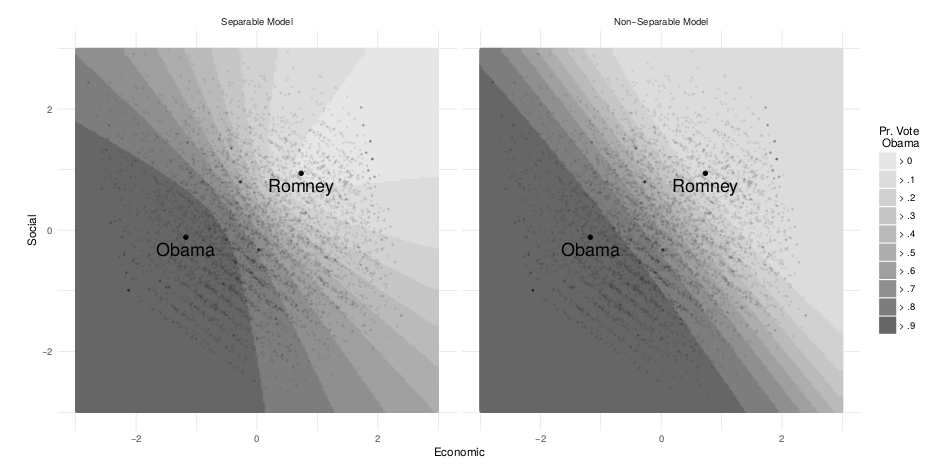 Separable Model
Non−Separable Model
2
0
−2
Social
Romney
Obama
Romney
Obama
−2
0
2
−2
0
2
Economic
Pr. Vote
Obama
> 0
> .1
> .2
> .3
> .4
> .5
> .6
> .7
> .8
> .9